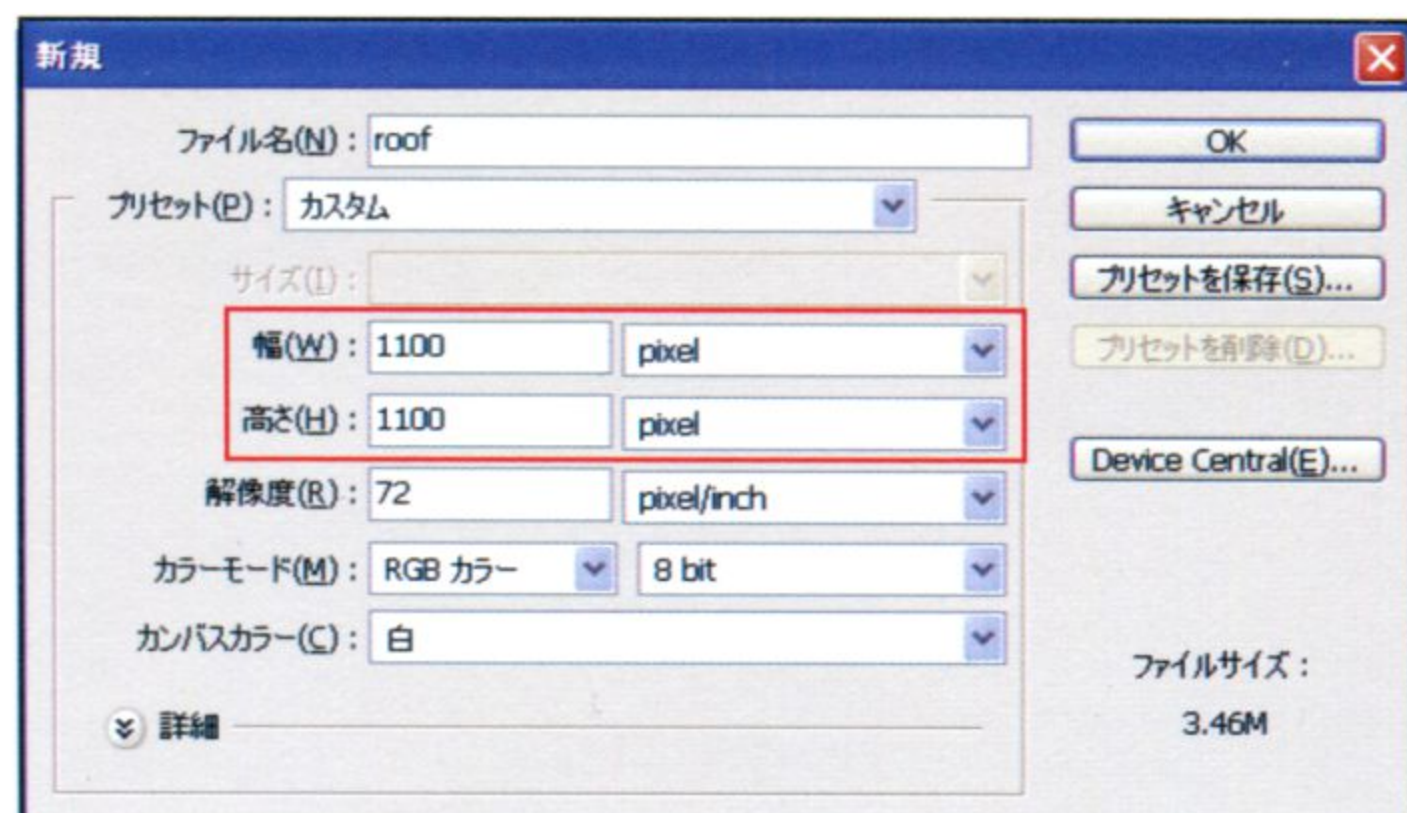 新規
ファイル名(N)：roof
プリセット(P)：カスタム
サイズ(I)：
幅(W)：1100 pixel
高さ(H)：1100 pixel
解像度(R)：72 pixel/inch
カラーモード(M)：RGB カラー 8 bit
カンバスカラー(C)：白
詳細
OK
キャンセル
プリセットを保存(S)...
プリセットを削除(D)...
Device Central(E)...
ファイルサイズ：
3.46M